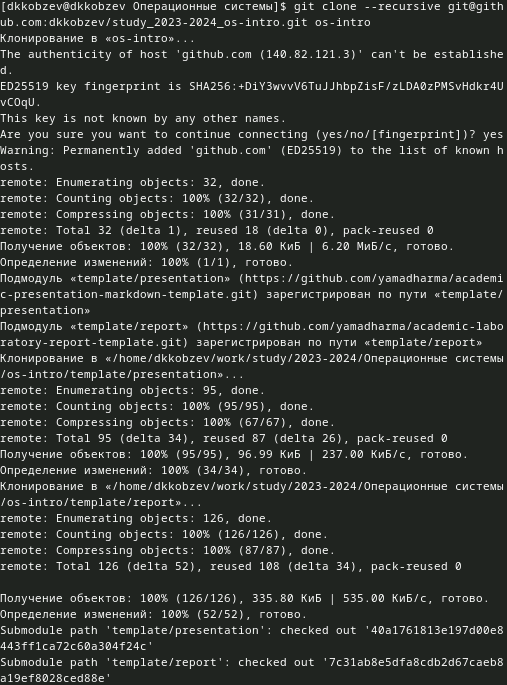 [dkkobzev@dkkobzev Операционные системы]$ git clone --recursive git@gith
ub.com:dkkobzev/study_2023-2024_os-intro.git os-intro
Клонирование в «os-intro»...
The authenticity of host 'github.com (140.82.121.3)' can't be establishe
d.
ED25519 key fingerprint is SHA256:+DiY3wvvV6TuJJhbpZisF/zLDA0zPMSvHdkr4U
vCOqU.
This key is not known by any other names.
Are you sure you want to continue connecting (yes/no/[fingerprint])? yes
Warning: Permanently added 'github.com' (ED25519) to the list of known h
osts.
remote: Enumerating objects: 32, done.
remote: Counting objects: 100% (32/32), done.
remote: Compressing objects: 100% (31/31), done.
remote: Total 32 (delta 1), reused 18 (delta 0), pack-reused 0
Получение объектов: 100% (32/32), 18.60 КиБ | 6.20 МиБ/с, готово.
Определение изменений: 100% (1/1), готово.
Подмодуль «template/presentation» (https://github.com/yamadharma/academi
c-presentation-markdown-template.git) зарегистрирован по пути «template/
presentation»
Подмодуль «template/report» (https://github.com/yamadharma/academic-labo
ratory-report-template.git) зарегистрирован по пути «template/report»
Клонирование в «/home/dkkobzev/work/study/2023-2024/Операционные системы
/os-intro/template/presentation»...
remote: Enumerating objects: 95, done.
remote: Counting objects: 100% (95/95), done.
remote: Compressing objects: 100% (67/67), done.
remote: Total 95 (delta 34), reused 87 (delta 26), pack-reused 0
Получение объектов: 100% (95/95), 96.99 КиБ | 237.00 КиБ/с, готово.
Определение изменений: 100% (34/34), готово.
Клонирование в «/home/dkkobzev/work/study/2023-2024/Операционные системы
/os-intro/template/report»...
remote: Enumerating objects: 126, done.
remote: Counting objects: 100% (126/126), done.
remote: Compressing objects: 100% (87/87), done.
remote: Total 126 (delta 52), reused 108 (delta 34), pack-reused 0
Получение объектов: 100% (126/126), 335.80 КиБ | 535.00 КиБ/с, готово.
Определение изменений: 100% (52/52), готово.
Submodule path 'template/presentation': checked out '40a1761813e197d00e8
443ff1ca72c60a304f24c'
Submodule path 'template/report': checked out '7c31ab8e5dfa8cdb2d67caeb8
a19ef8028ced88e'